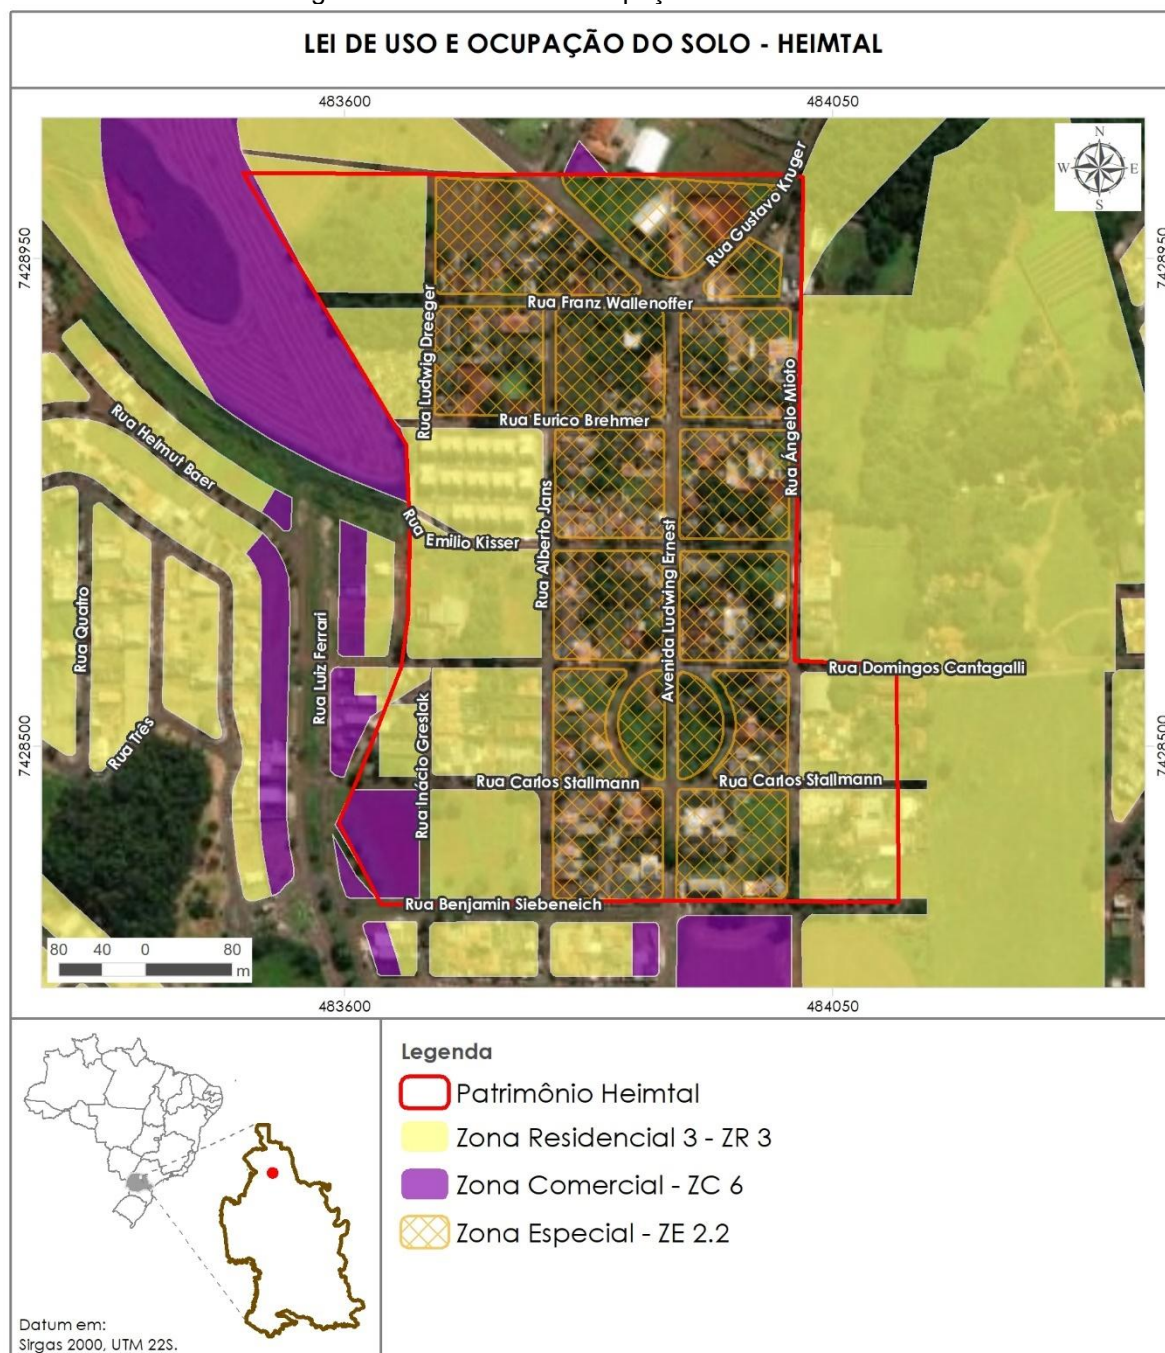 LEI DE USO E OCUPAÇÃO DO SOLO - HEIMTAL
483600 484050
N
W E
S
7428950 7428950
Rua Gustavo Kruger
Rua Franz Wallenoffer
Rua Ludwig Dreeger
Rua Ângelo Mioto
Rua Eurico Brehmer
Rua Helmut Baer
Rua Emílio Kisser
Rua Alberto Jans
Avenida Ludwing Ernest
Rua Quatro
Rua Luiz Ferrari
Rua Domingos Cantagalli
Rua Três
Rua Inácio Greslak
7428500 7428500
Rua Carlos Stallmann Rua Carlos Stallmann
Rua Benjamin Siebeneich
80 40 0 80
m
483600 484050
Legenda
Patrimônio Heimtal
Zona Residencial 3 - ZR 3
Zona Comercial - ZC 6
Zona Especial - ZE 2.2
Datum em:
Sirgas 2000, UTM 22S.